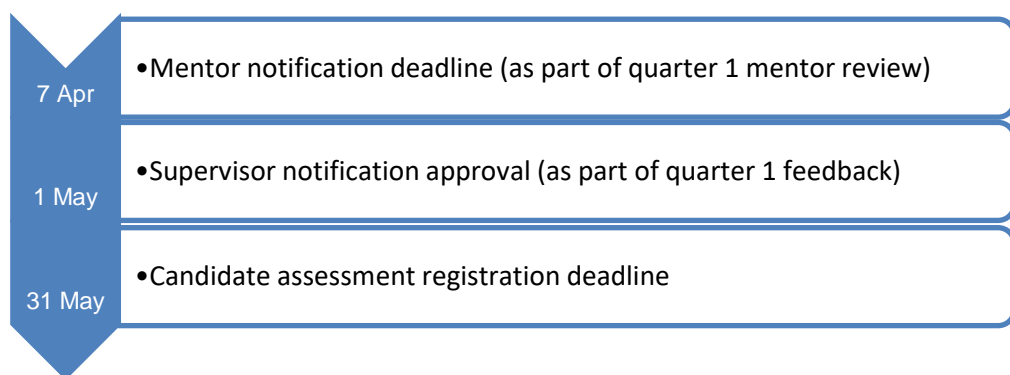 7 Apr
•Mentor notification deadline (as part of quarter 1 mentor review)
1 May
•Supervisor notification approval (as part of quarter 1 feedback)
31 May
•Candidate assessment registration deadline